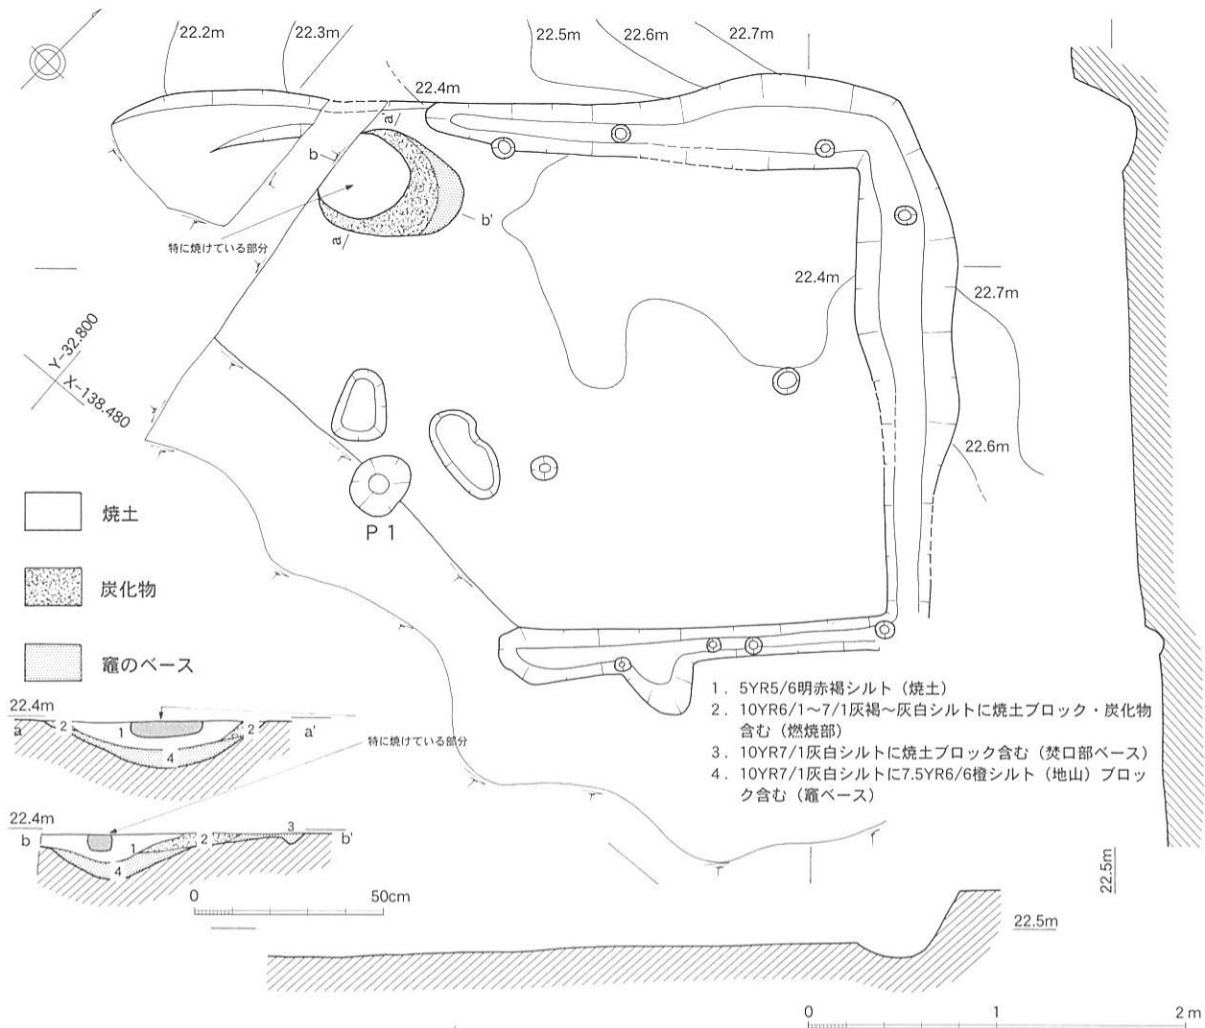 22.2m
22.3m
22.5m
22.6m
22.7m
22.4m
a
b
b'
a
特に焼けている部分
22.4m
22.7m
Y-32.800
X-138.480
22.6m
P 1
焼土
炭化物
竈のベース
1．5YR5/6明赤褐シルト（焼土）
2．10YR6/1～7/1灰褐～灰白シルトに焼土ブロック・炭化物
含む（燃焼部）
3．10YR7/1灰白シルトに焼土ブロック含む（焚口部ベース）
4．10YR7/1灰白シルトに7.5YR6/6橙シルト（地山）ブロッ
ク含む（竈ベース）
22.4m
a
2
1
2
4
a'
特に焼けている部分
22.4m
b
1
2
3
4
b'
0
50cm
22.5m
22.5m
0
1
2 m